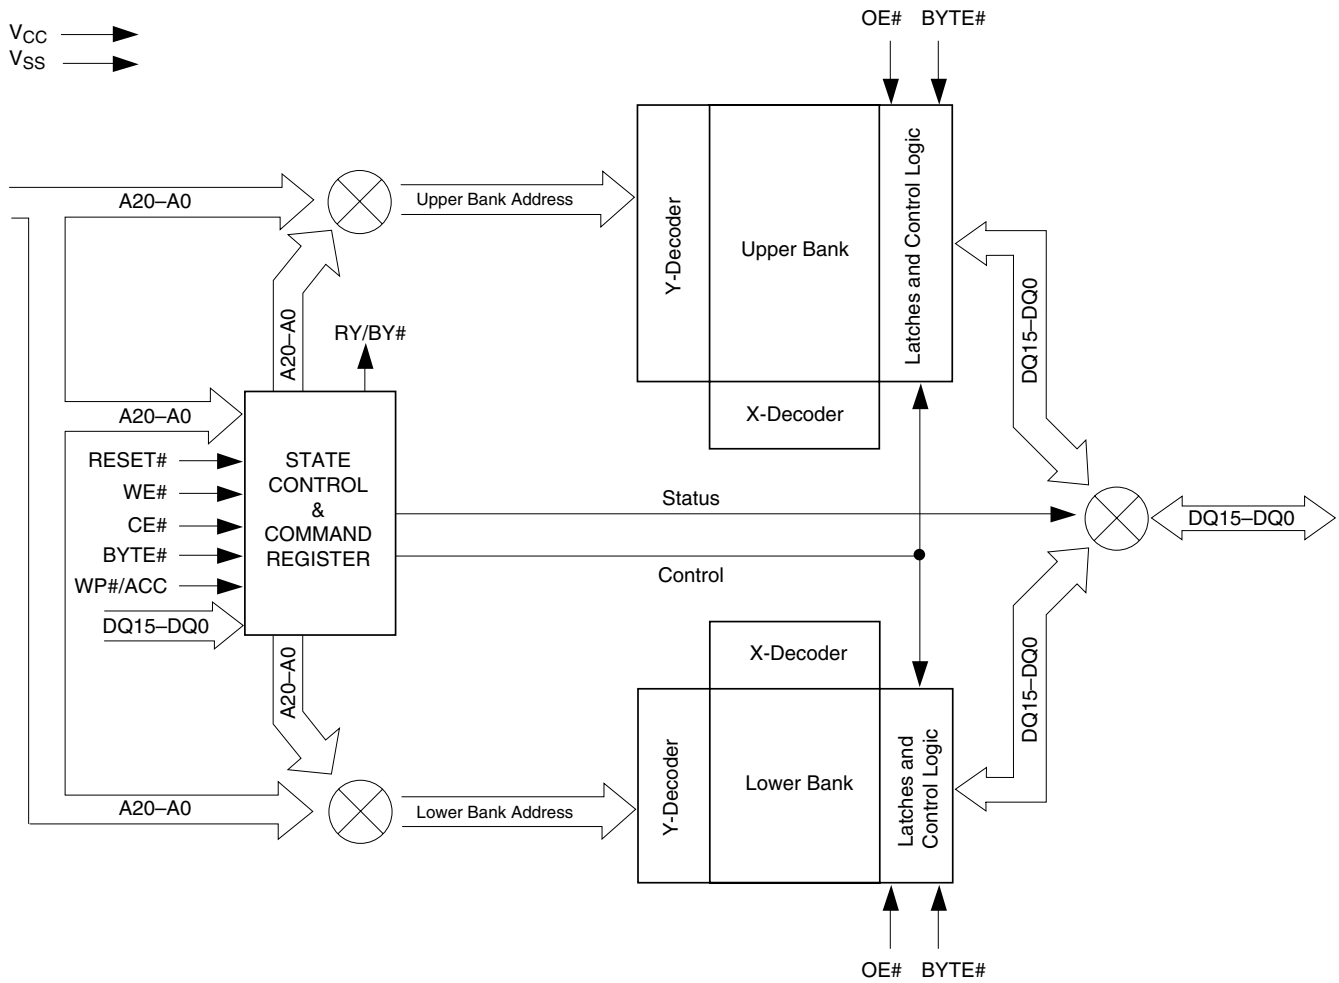 OE# BYTE#
VCC
VSS
A20–A0
Upper Bank Address
Y-Decoder
Upper Bank
Latches and Control Logic
DQ15–DQ0
A20–A0
RY/BY#
X-Decoder
A20–A0
RESET#
WE#
CE#
BYTE#
WP#/ACC
DQ15–DQ0
STATE
CONTROL
&
COMMAND
REGISTER
Status
Control
DQ15–DQ0
A20–A0
X-Decoder
DQ15–DQ0
Y-Decoder
Lower Bank
Latches and
Control Logic
A20–A0
Lower Bank Address
OE# BYTE#